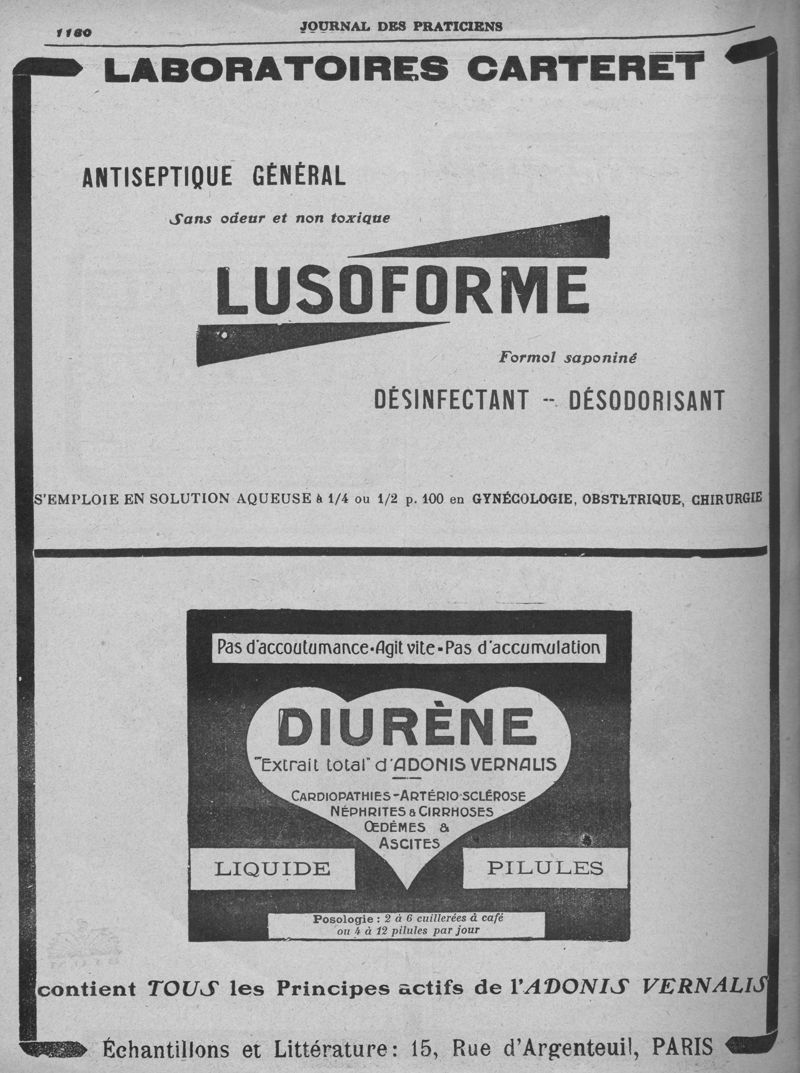 1180
JOURNAL DES PRATICIENS
LABORATOIRES CARTERET
ANTISEPTIQUE GÉNÉRAL
Sans odeur et non toxique
LUSOFORME
Formol saponiné
DÉSINFECTANT -- DÉSODORISANT
S'EMPLOIE EN SOLUTION AQUEUSE à 1/4 ou 1/2 p. 100 en GYNÉCOLOGIE, OBSTÉTRIQUE, CHIRURGIE
Pas d'accoutumance•Agit vite•Pas d'accumulation
DIURÈNE
"Extrait total" d'ADONIS VERNALIS
CARDIOPATHIES-ARTÉRIO-SCLÉROSE
NÉPHRITES & CIRRHOSES
ŒDÈMES &
ASCITES
LIQUIDE
PILULES
Posologie : 2 à 6 cuillerées à café
ou 4 à 12 pilules par jour
contient TOUS les Principes actifs de l'ADONIS VERNALIS
Échantillons et Littérature: 15, Rue d'Argenteuil, PARIS